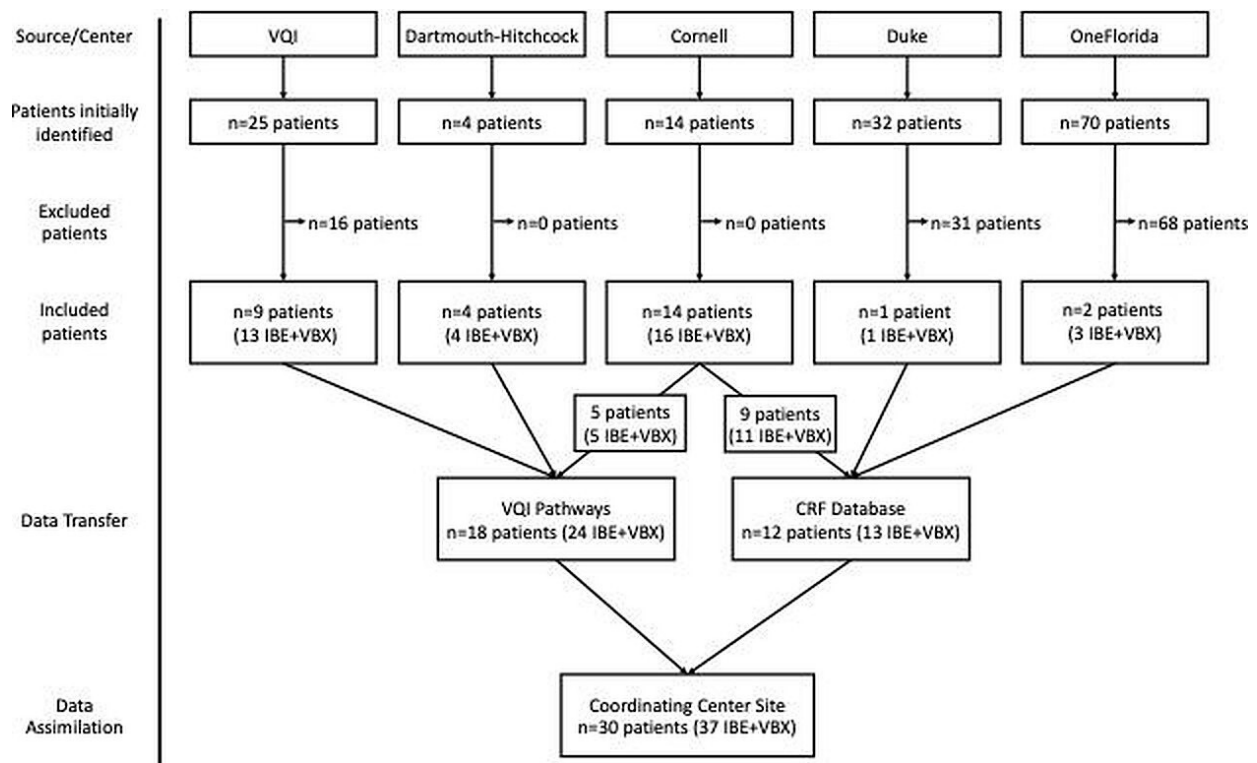 Source/Center
VQI
Dartmouth-Hitchcock
Cornell
Duke
OneFlorida
Patients initially
identified
n=25 patients
n=4 patients
n=14 patients
n=32 patients
n=70 patients
Excluded
patients
n=16 patients
n=0 patients
n=0 patients
n=31 patients
n=68 patients
Included
patients
n=9 patients
(13 IBE+VBX)
n=4 patients
(4 IBE+VBX)
n=14 patients
(16 IBE+VBX)
n=1 patient
(1 IBE+VBX)
n=2 patients
(3 IBE+VBX)
5 patients
(5 IBE+VBX)
9 patients
(11 IBE+VBX)
Data Transfer
VQI Pathways
n=18 patients (24 IBE+VBX)
CRF Database
n=12 patients (13 IBE+VBX)
Data
Assimilation
Coordinating Center Site
n=30 patients (37 IBE+VBX)